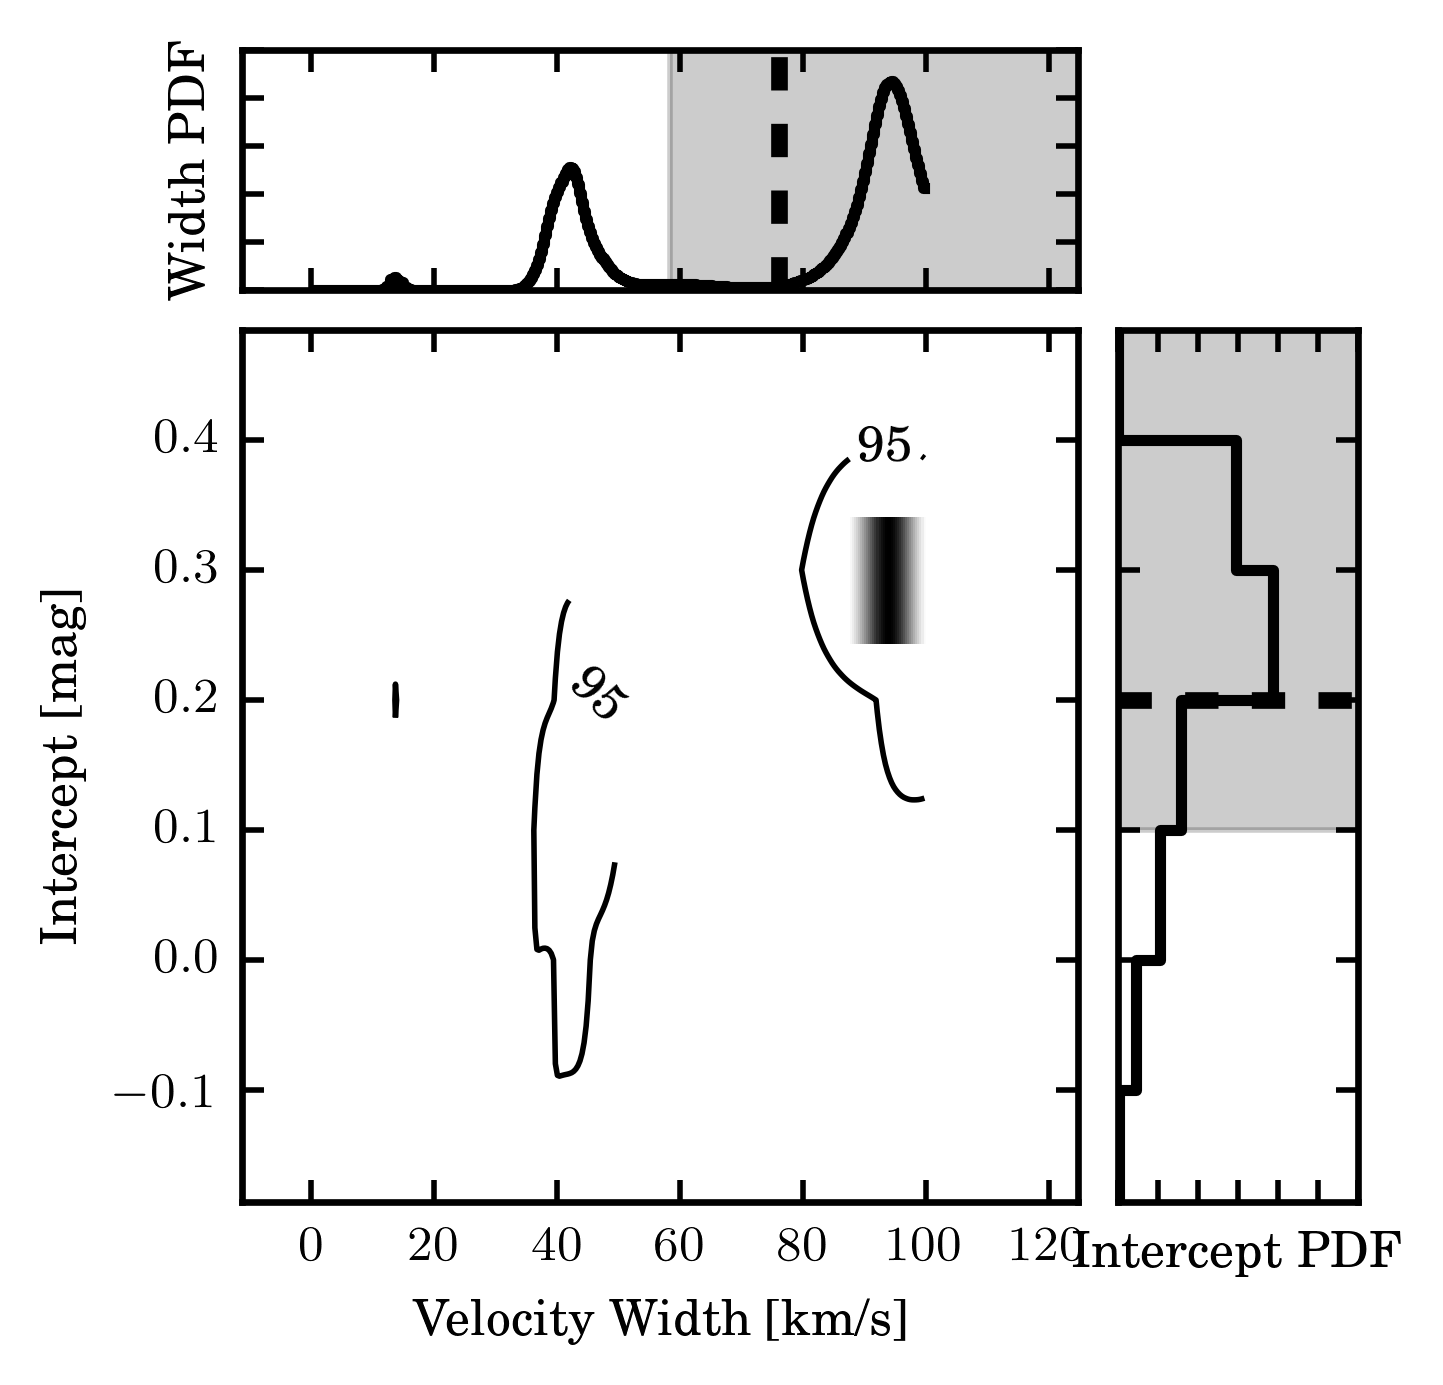 Width PDF
Intercept [mag]
0.4
0.3
0.2
0.1
0.0
−0.1
95
95
0 20 40 60 80 100 120
Velocity Width [km/s]
Intercept PDF